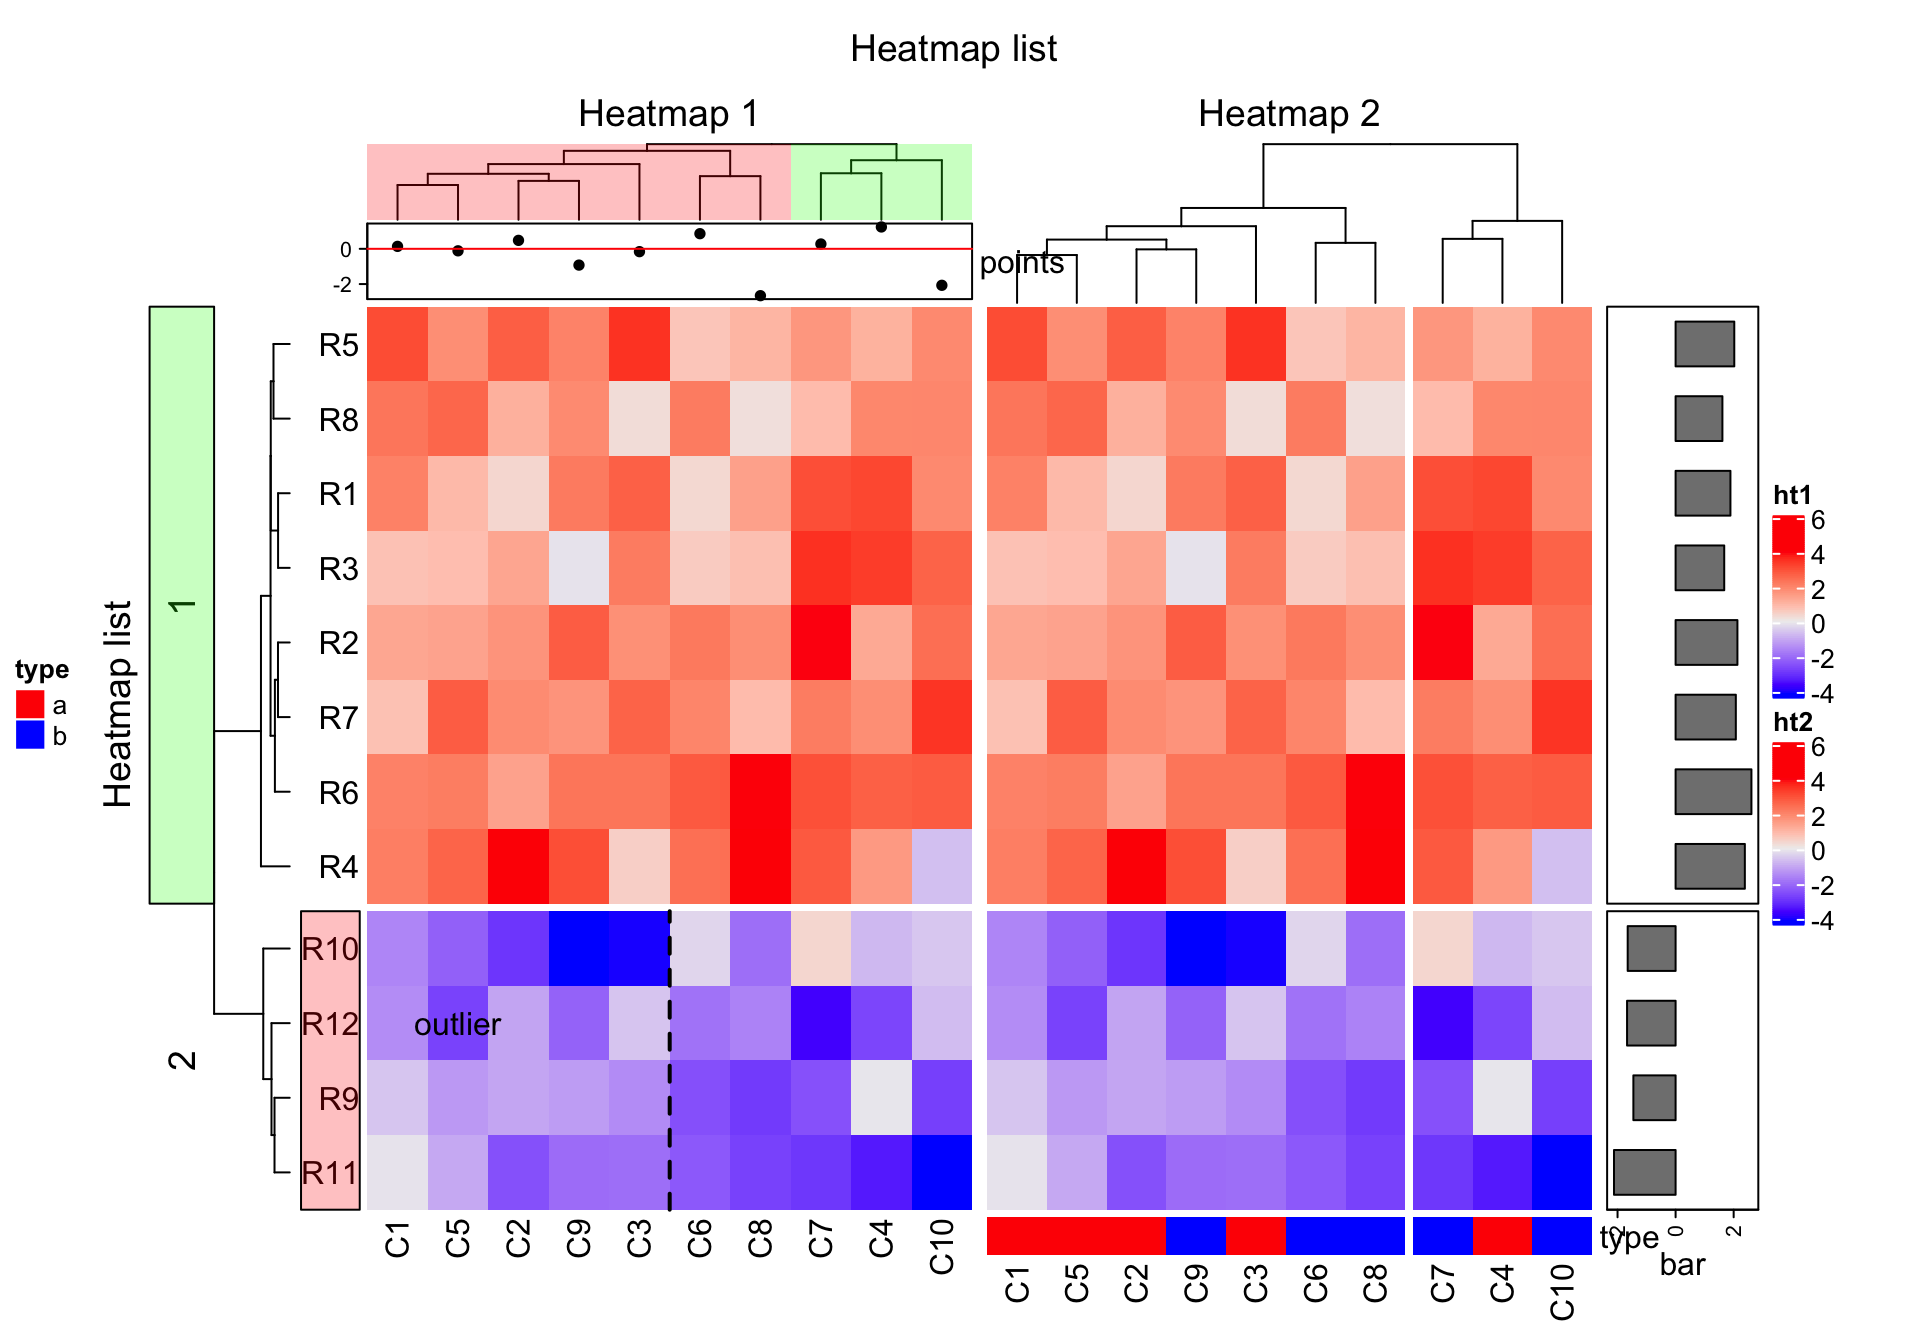 Heatmap list
Heatmap 1
Heatmap 2
0
-2
points
Heatmap list
1
2
type
a
b
R5
R8
R1
R3
R2
R7
R6
R4
R10
R12
R9
R11
outlier
C1 C5 C2 C9 C3 C6 C8 C7 C4 C10
C1 C5 C2 C9 C3 C6 C8 C7 C4 C10
type
-2 0 2
bar
ht1
6
4
2
0
-2
-4
ht2
6
4
2
0
-2
-4